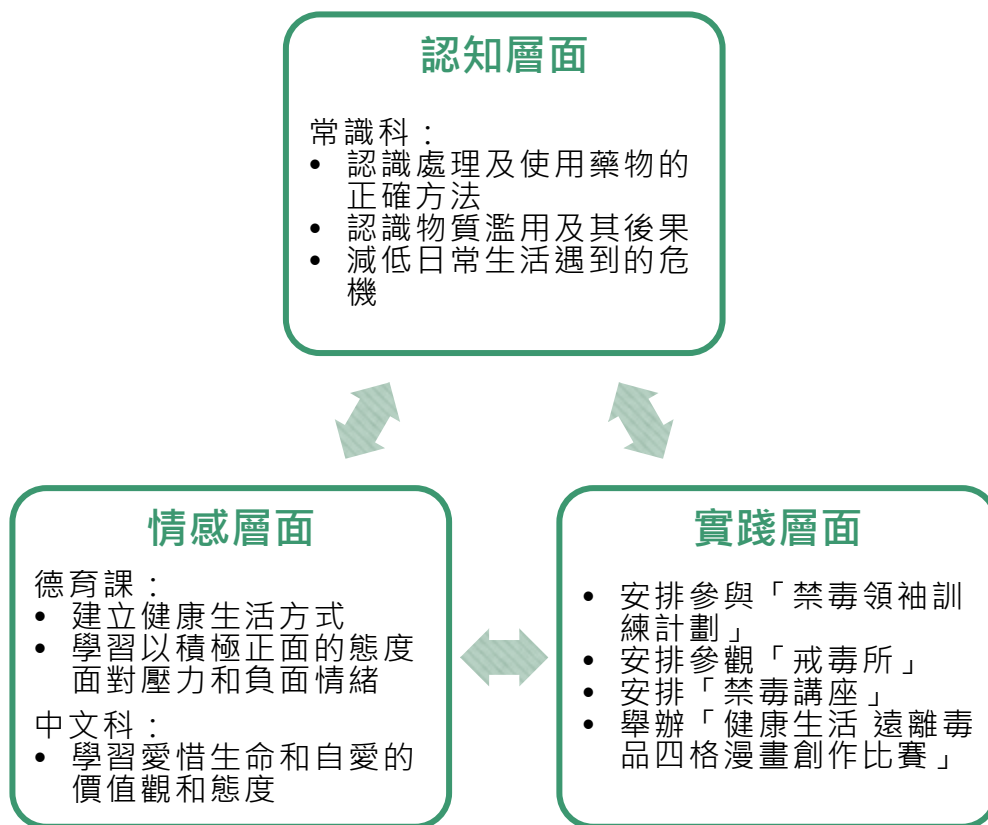 認知層面
常識科：
• 認識處理及使用藥物的
正確方法
• 認識物質濫用及其後果
• 減低日常生活遇到的危
機
情感層面
德育課：
• 建立健康生活方式
• 學習以積極正面的態度
面對壓力和負面情緒
中文科：
• 學習愛惜生命和自愛的
價值觀和態度
實踐層面
• 安排參與「禁毒領袖訓
練計劃」
• 安排參觀「戒毒所」
• 安排「禁毒講座」
• 舉辦「健康生活 遠離毒
品四格漫畫創作比賽」